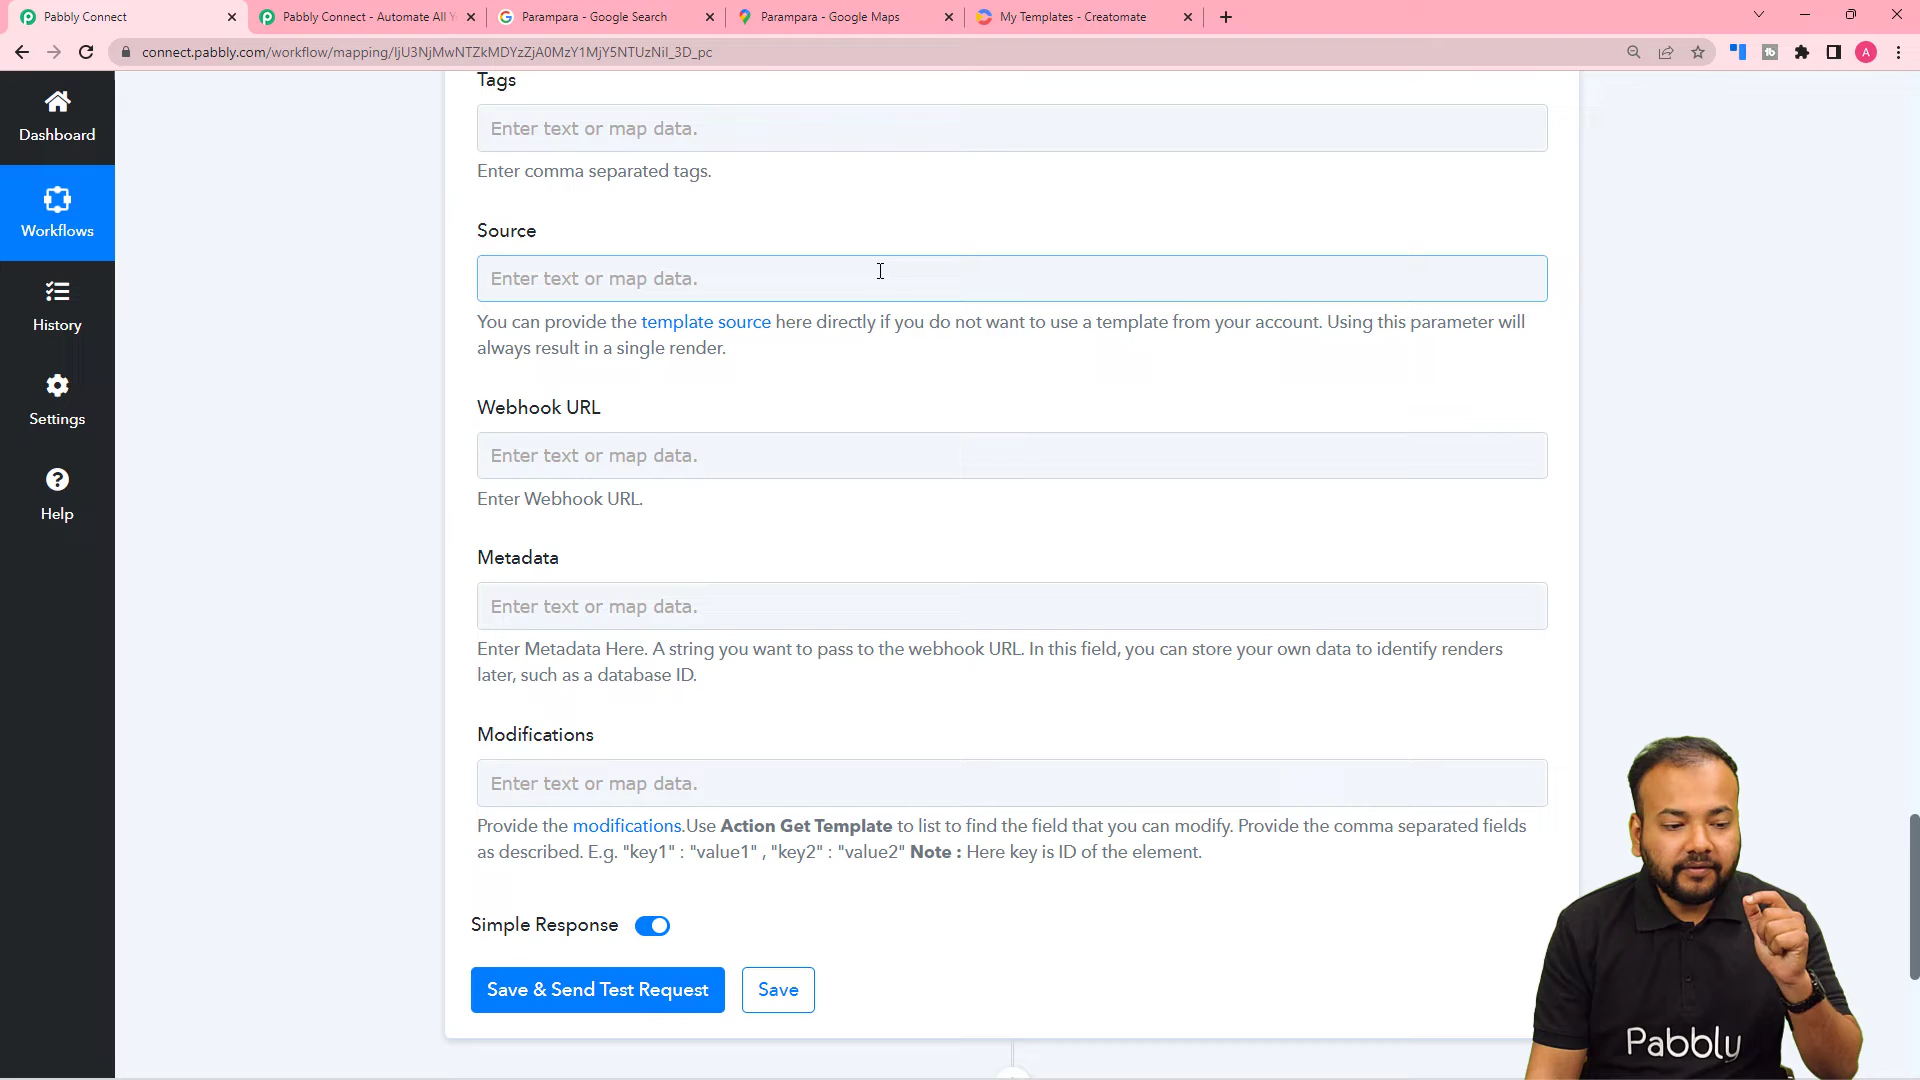 Pabbly Connect
Pabbly Connect - Automate All Y
Parampara - Google Search
Parampara - Google Maps
My Templates - Creatomate
connect.pabbly.com/workflow/mapping/IjU3NjMwNTZkMDYzZjA0MzY1MjY5NTUzNiI_3D_pc
A
Dashboard
Workflows
History
Settings
Help
Tags
Enter text or map data.
Enter comma separated tags.
Source
Enter text or map data.
You can provide the template source here directly if you do not want to use a template from your account. Using this parameter will
always result in a single render.
Webhook URL
Enter text or map data.
Enter Webhook URL.
Metadata
Enter text or map data.
Enter Metadata Here. A string you want to pass to the webhook URL. In this field, you can store your own data to identify renders
later, such as a database ID.
Modifications
Enter text or map data.
Provide the modifications.Use Action Get Template to list to find the field that you can modify. Provide the comma separated fields
as described. E.g. "key1" : "value1" , "key2" : "value2" Note : Here key is ID of the element.
Simple Response
Save & Send Test Request
Save
Pabbly